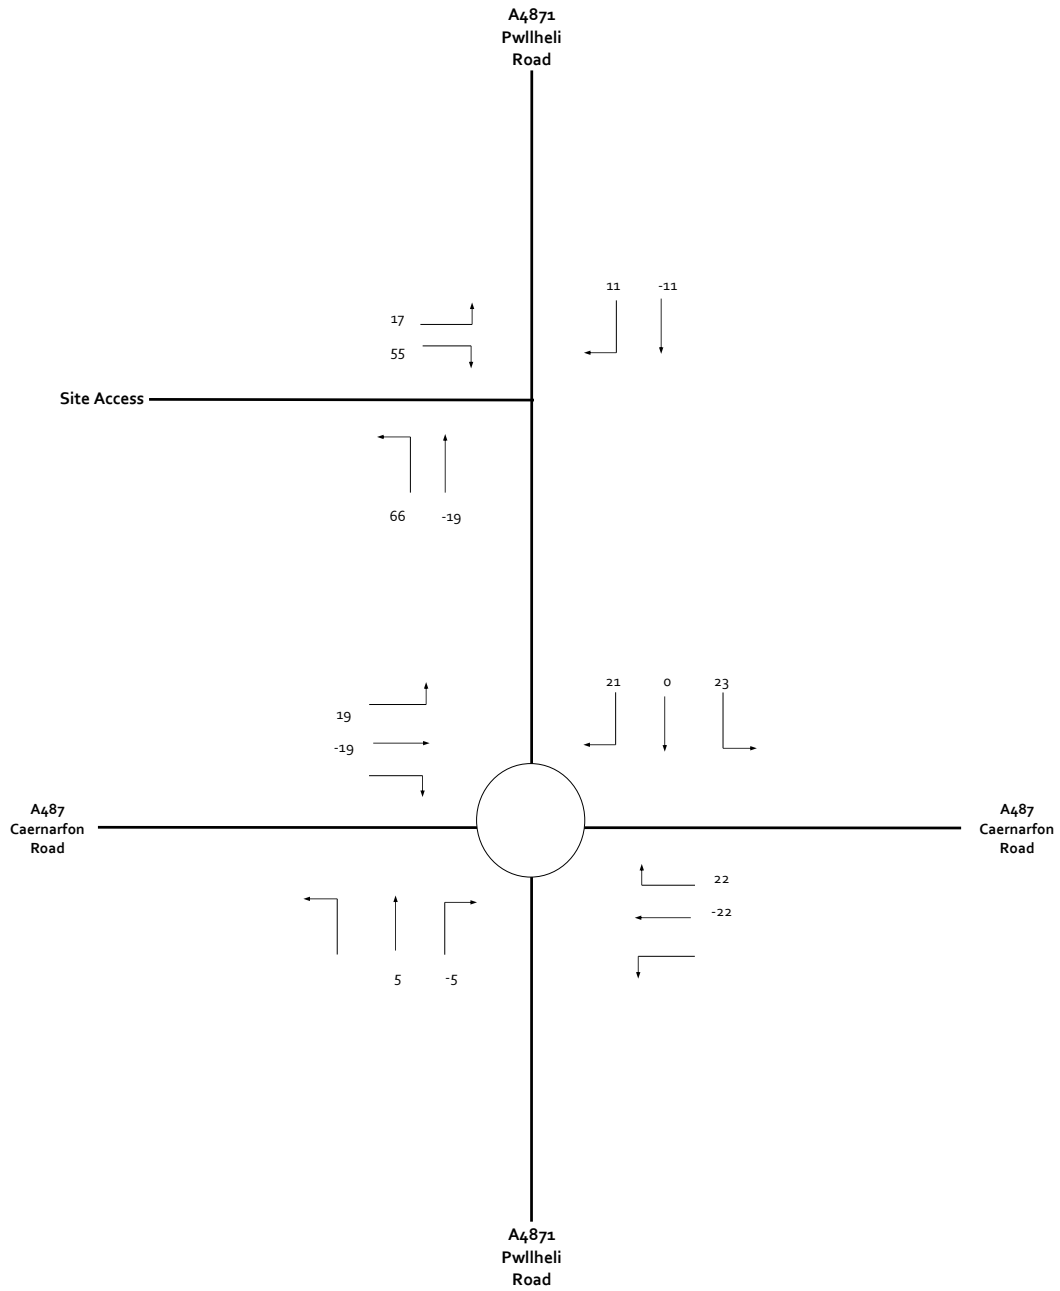 A4871
Pwllheli
Road
11 -11
17
55
Site Access
66 -19
21 0 23
19
-19
A487
Caernarfon
Road
A487
Caernarfon
Road
22
-22
5 -5
A4871
Pwllheli
Road